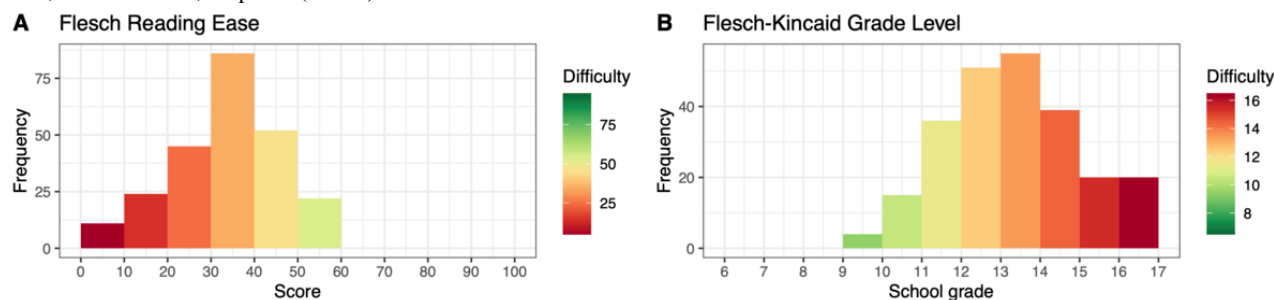 A Flesch Reading Ease
75
50
25
0
Frequency
0 10 20 30 40 50 60 70 80 90 100
Score
Difficulty
75
50
25
B Flesch-Kincaid Grade Level
40
20
0
Frequency
6 7 8 9 10 11 12 13 14 15 16 17
School grade
Difficulty
16
14
12
10
8